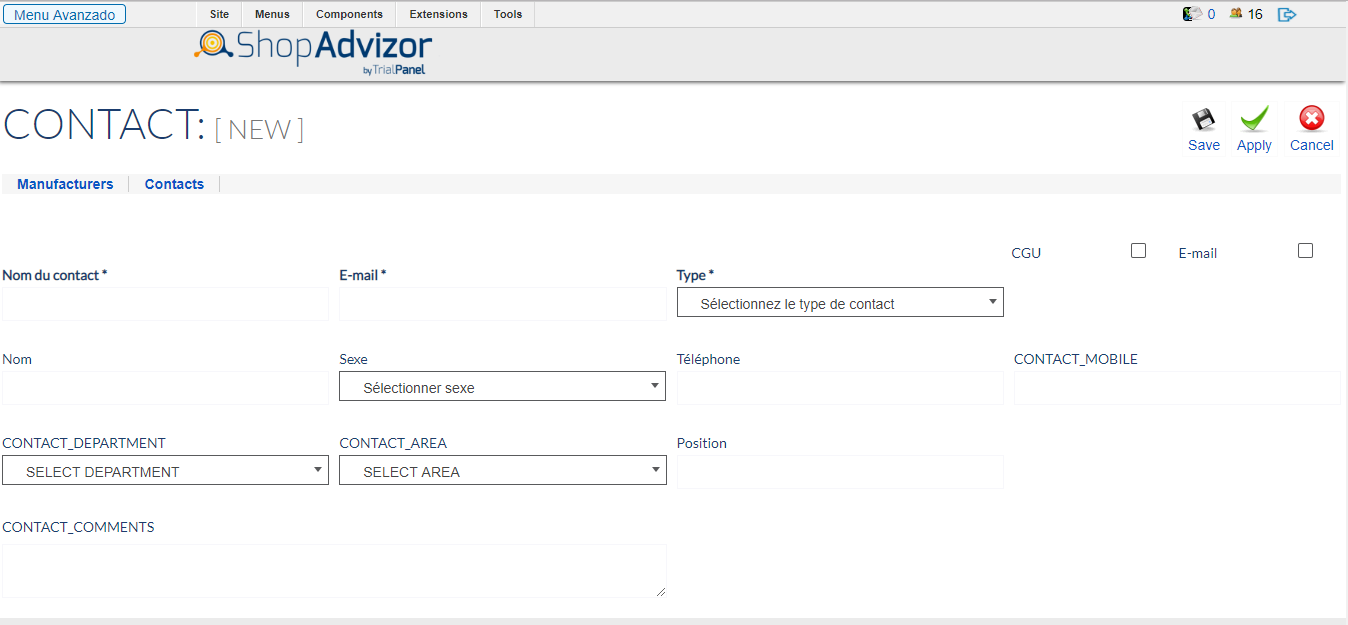 Menu Avanzado Site Menus Components Extensions Tools 0 16
ShopAdvizor
by TrialPanel
CONTACT: [ NEW ]
Save Apply Cancel
Manufacturers Contacts
CGU E-mail
Nom du contact * E-mail * Type *
Sélectionnez le type de contact
Nom Sexe Téléphone CONTACT_MOBILE
Sélectionner sexe
CONTACT_DEPARTMENT CONTACT_AREA Position
SELECT DEPARTMENT SELECT AREA
CONTACT_COMMENTS